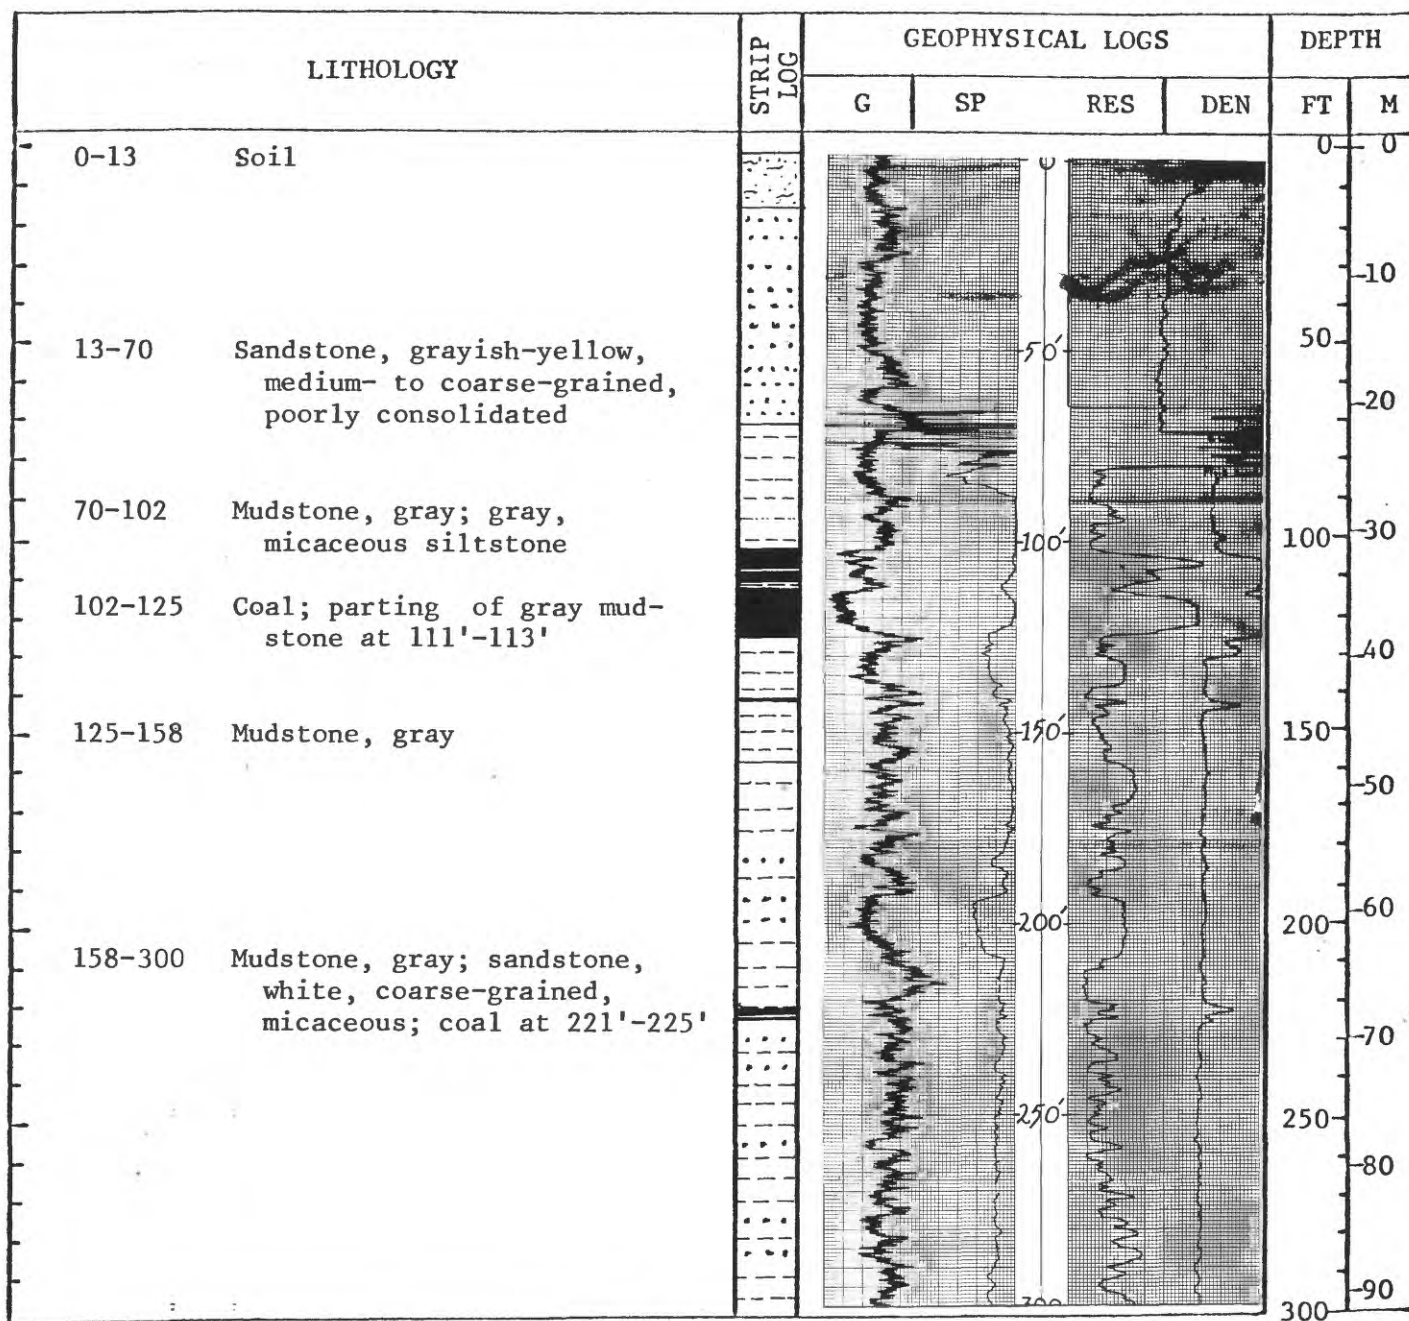 LITHOLOGY
STRIP LOG
GEOPHYSICAL LOGS
DEPTH
G SP RES DEN FT M
0-13 Soil
13-70 Sandstone, grayish-yellow,
medium- to coarse-grained,
poorly consolidated
70-102 Mudstone, gray; gray,
micaceous siltstone
102-125 Coal; parting of gray mud-
stone at 111'-113'
125-158 Mudstone, gray
158-300 Mudstone, gray; sandstone,
white, coarse-grained,
micaceous; coal at 221'-225'
0
50'
100'
150'
200'
250'
300
0
50
100
150
200
250
300
0
10
20
30
40
50
60
70
80
90